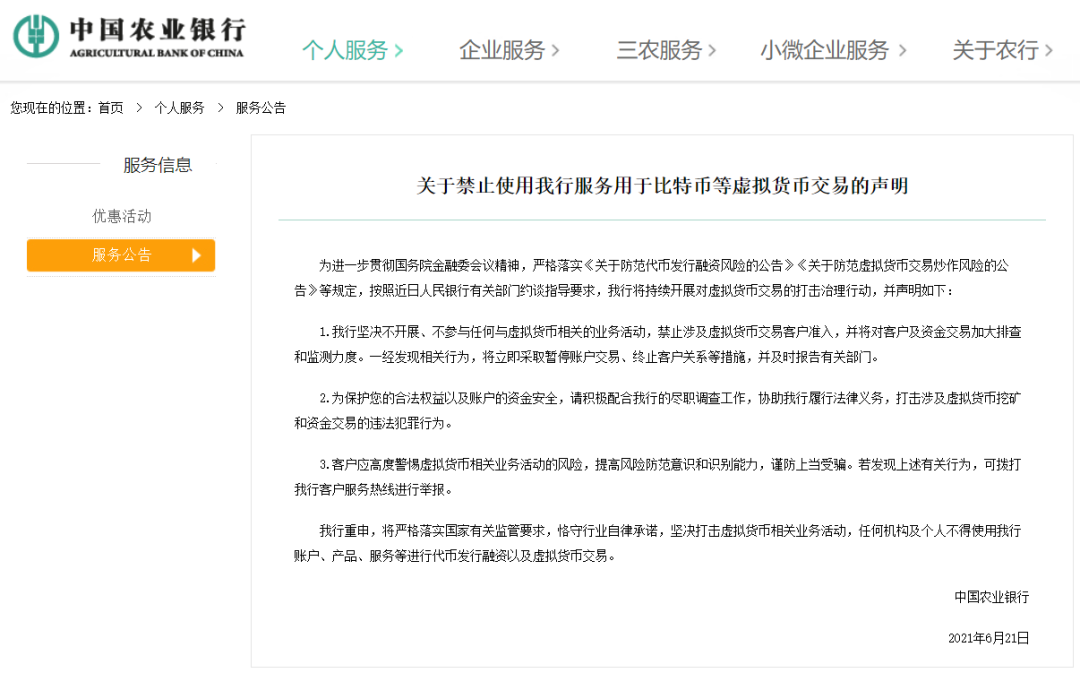 中国农业银行
AGRICULTURAL BANK OF CHINA
个人服务 > 企业服务 > 三农服务 > 小微企业服务 > 关于农行 >
您现在的位置：首页 > 个人服务 > 服务公告
服务信息
优惠活动
服务公告
关于禁止使用我行服务用于比特币等虚拟货币交易的声明
为进一步贯彻国务院金融委会议精神，严格落实《关于防范代币发行融资风险的公告》《关于防范虚拟货币交易炒作风险的公
告》等规定，按照近日人民银行有关部门约谈指导要求，我行将持续开展对虚拟货币交易的打击治理行动，并声明如下：
1.我行坚决不开展、不参与任何与虚拟货币相关的业务活动，禁止涉及虚拟货币交易客户准入，并将对客户及资金交易加大排查
和监测力度。一经发现相关行为，将立即采取暂停账户交易、终止客户关系等措施，并及时报告有关部门。
2.为保护您的合法权益以及账户的资金安全，请积极配合我行的尽职调查工作，协助我行履行法律义务，打击涉及虚拟货币挖矿
和资金交易的违法犯罪行为。
3.客户应高度警惕虚拟货币相关业务活动的风险，提高风险防范意识和识别能力，谨防上当受骗。若发现上述有关行为，可拨打
我行客户服务热线进行举报。
我行重申，将严格落实国家有关监管要求，恪守行业自律承诺，坚决打击虚拟货币相关业务活动，任何机构及个人不得使用我行
账户、产品、服务等进行代币发行融资以及虚拟货币交易。
中国农业银行
2021年6月21日